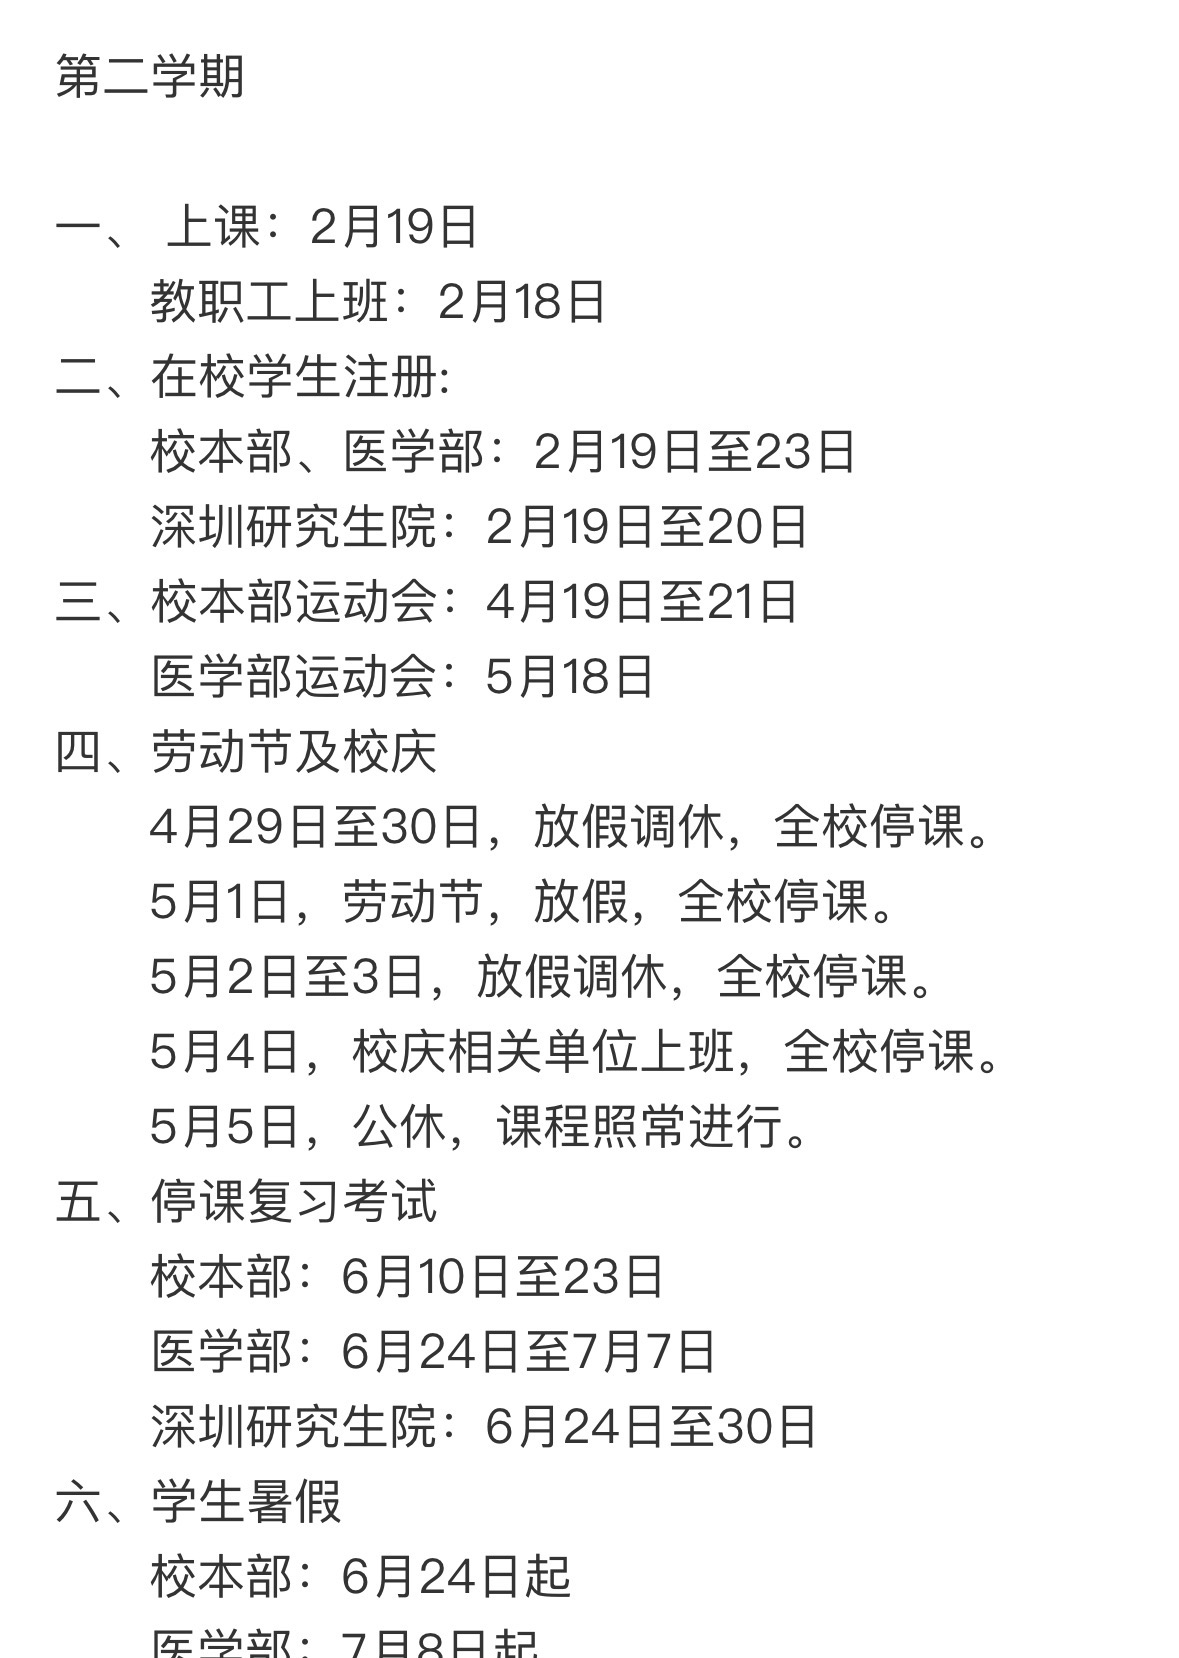 第二学期
一、 上课：2月19日
教职工上班：2月18日
二、在校学生注册:
校本部、医学部：2月19日至23日
深圳研究生院：2月19日至20日
三、校本部运动会：4月19日至21日
医学部运动会：5月18日
四、劳动节及校庆
4月29日至30日，放假调休，全校停课。
5月1日，劳动节，放假，全校停课。
5月2日至3日，放假调休，全校停课。
5月4日，校庆相关单位上班，全校停课。
5月5日，公休，课程照常进行。
五、停课复习考试
校本部：6月10日至23日
医学部：6月24日至7月7日
深圳研究生院：6月24日至30日
六、学生暑假
校本部：6月24日起
医学部：7月8日起